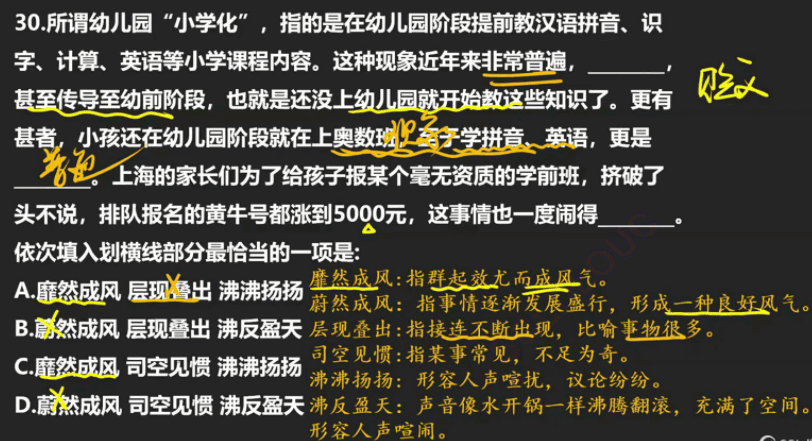 30.所谓幼儿园“小学化”，指的是在幼儿园阶段提前教汉语拼音、识
字、计算、英语等小学课程内容。这种现象近年来非常普遍，________，
贬义
甚至传导至幼前阶段，也就是还没上幼儿园就开始教这些知识了。更有
甚者，小孩还在幼儿园阶段就在上奥数班，至于学拼音、英语，更是
普遍
________。上海的家长们为了给孩子报某个毫无资质的学前班，挤破了
头不说，排队报名的黄牛号都涨到5000元，这事情也一度闹得________。
依次填入划横线部分最恰当的一项是:
靡然成风:指群起效尤而成风气。
A.靡然成风 层现叠出 沸沸扬扬
蔚然成风：指事情逐渐发展盛行，形成一种良好风气。
B.蔚然成风 层现叠出 沸反盈天
层现叠出:指接连不断出现，比喻事物很多。
司空见惯:指某事常见，不足为奇。
C.靡然成风 司空见惯 沸沸扬扬
沸沸扬扬：形容人声喧扰，议论纷纷。
D.蔚然成风 司空见惯 沸反盈天
沸反盈天：声音像水开锅一样沸腾翻滚，充满了空间。
形容人声喧闹。